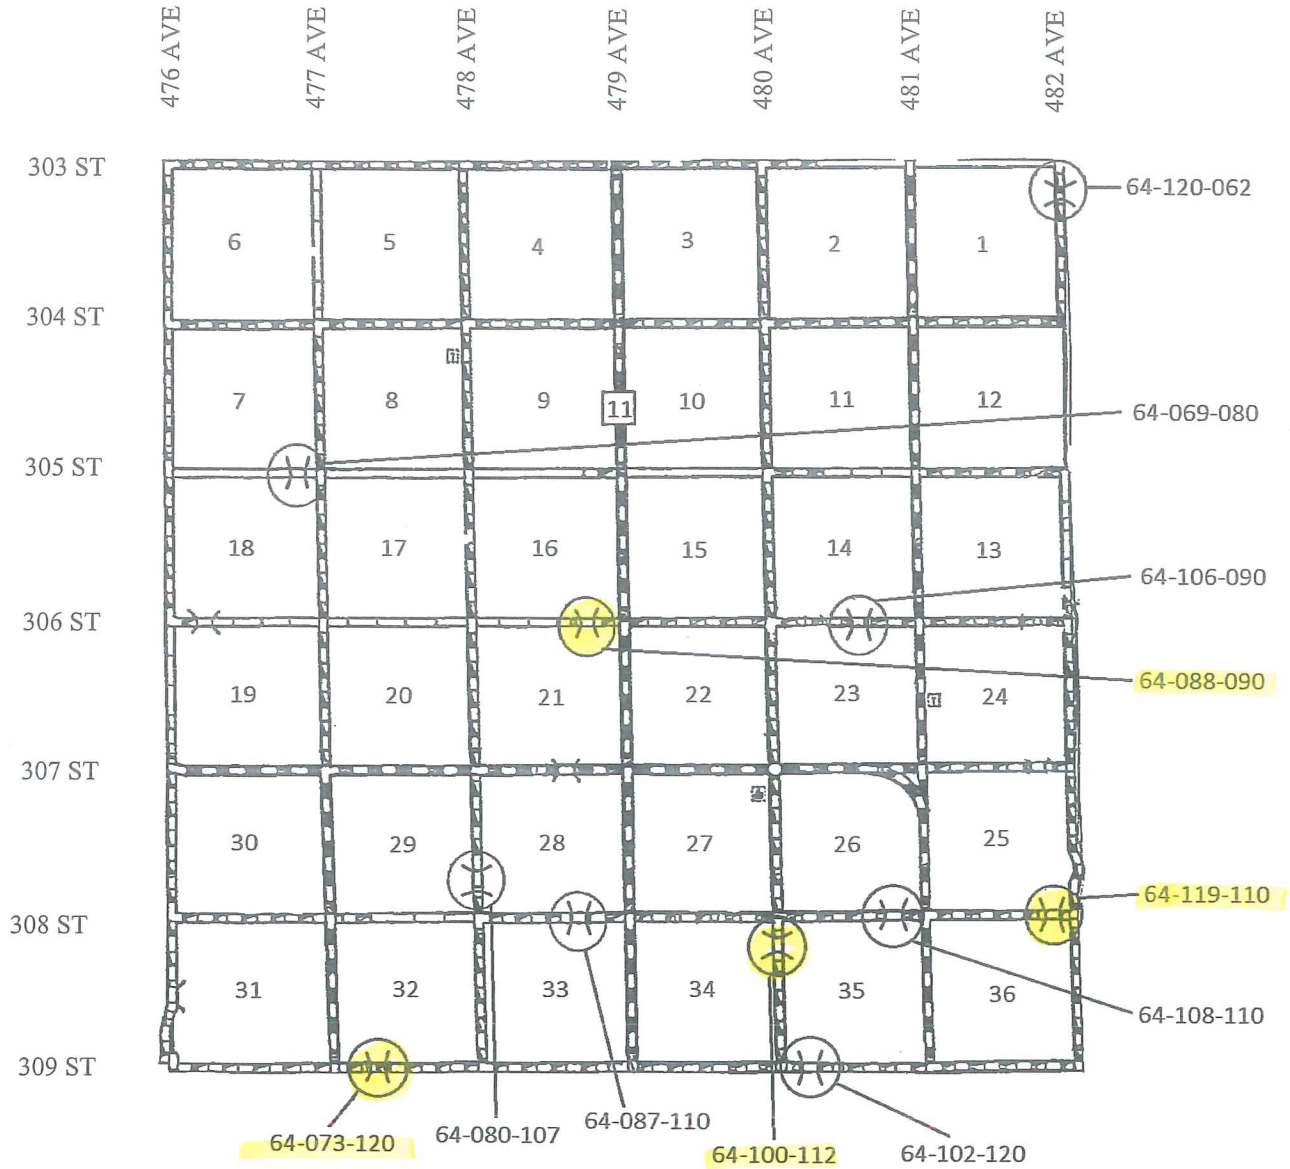 476 AVE
477 AVE
478 AVE
479 AVE
480 AVE
481 AVE
482 AVE
303 ST
64-120-062
6 5 4 3 2 1
304 ST
7 8 9 11 10 11 12
64-069-080
305 ST
18 17 16 15 14 13
64-106-090
306 ST
64-088-090
19 20 21 22 23 24
307 ST
30 29 28 27 26 25
64-119-110
308 ST
31 32 33 34 35 36
64-108-110
309 ST
64-073-120
64-080-107
64-087-110
64-100-112
64-102-120